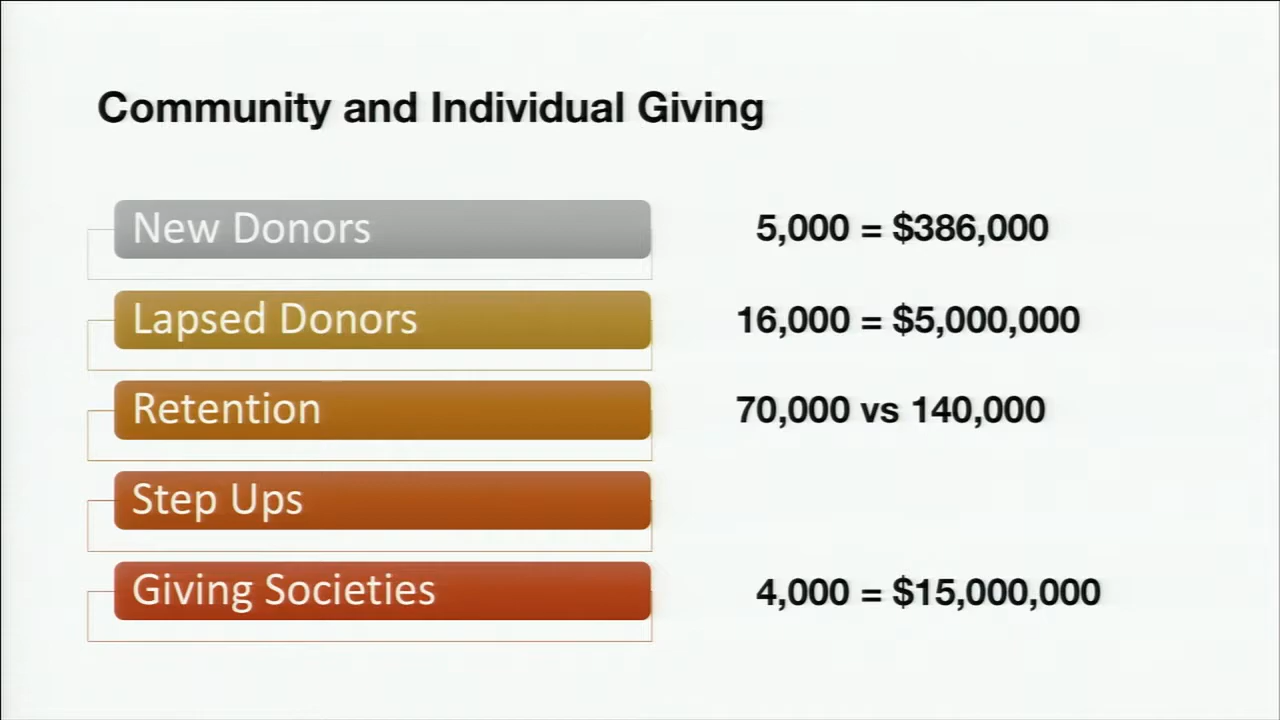 Community and Individual Giving
New Donors 5,000 = $386,000
Lapsed Donors 16,000 = $5,000,000
Retention 70,000 vs 140,000
Step Ups
Giving Societies 4,000 = $15,000,000